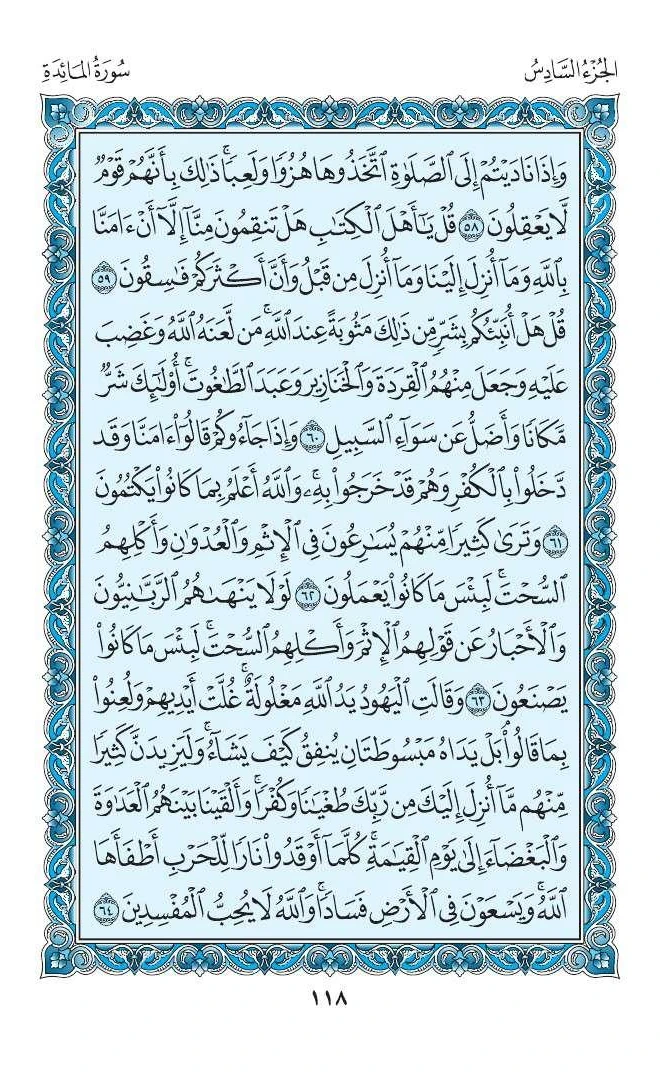 الجُزْءُ السَّادِسُ
سُورَةُ المَائِدَةِ
وَإِذَا نَادَيْتُمْ إِلَى ٱلصَّلَوٰةِ ٱتَّخَذُوهَا هُزُوًا وَلَعِبًا ۚ ذَٰلِكَ بِأَنَّهُمْ قَوْمٌ
لَّا يَعْقِلُونَ ٥٨ قُلْ يَٰٓأَهْلَ ٱلْكِتَٰبِ هَلْ تَنقِمُونَ مِنَّآ إِلَّآ أَنْ ءَامَنَّا
بِٱللَّهِ وَمَآ أُنزِلَ إِلَيْنَا وَمَآ أُنزِلَ مِن قَبْلُ وَأَنَّ أَكْثَرَكُمْ فَٰسِقُونَ ٥٩
قُلْ هَلْ أُنَبِّئُكُم بِشَرٍّ مِّن ذَٰلِكَ مَثُوبَةً عِندَ ٱللَّهِ ۚ مَن لَّعَنَهُ ٱللَّهُ وَغَضِبَ
عَلَيْهِ وَجَعَلَ مِنْهُمُ ٱلْقِرَدَةَ وَٱلْخَنَازِيرَ وَعَبَدَ ٱلطَّٰغُوتَ ۚ أُو۟لَٰٓئِكَ شَرٌّ
مَّكَانًا وَأَضَلُّ عَن سَوَآءِ ٱلسَّبِيلِ ٦٠ وَإِذَا جَآءُوكُمْ قَالُوٓا۟ ءَامَنَّا وَقَد
دَّخَلُوا۟ بِٱلْكُفْرِ وَهُمْ قَدْ خَرَجُوا۟ بِهِۦ ۚ وَٱللَّهُ أَعْلَمُ بِمَا كَانُوا۟ يَكْتُمُونَ
٦١ وَتَرَىٰ كَثِيرًا مِّنْهُمْ يُسَٰرِعُونَ فِى ٱلْإِثْمِ وَٱلْعُدْوَٰنِ وَأَكْلِهِمُ
ٱلسُّحْتَ ۚ لَبِئْسَ مَا كَانُوا۟ يَعْمَلُونَ ٦٢ لَوْلَا يَنْهَىٰهُمُ ٱلرَّبَّٰنِيُّونَ
وَٱلْأَحْبَارُ عَن قَوْلِهِمُ ٱلْإِثْمَ وَأَكْلِهِمُ ٱلسُّحْتَ ۚ لَبِئْسَ مَا كَانُوا۟
يَصْنَعُونَ ٦٣ وَقَالَتِ ٱلْيَهُودُ يَدُ ٱللَّهِ مَغْلُولَةٌ ۚ غُلَّتْ أَيْدِيهِمْ وَلُعِنُوا۟
بِمَا قَالُوا۟ ۘ بَلْ يَدَاهُ مَبْسُوطَتَانِ يُنفِقُ كَيْفَ يَشَآءُ ۚ وَلَيَزِيدَنَّ كَثِيرًا
مِّنْهُم مَّآ أُنزِلَ إِلَيْكَ مِن رَّبِّكَ طُغْيَٰنًا وَكُفْرًا ۚ وَأَلْقَيْنَا بَيْنَهُمُ ٱلْعَدَٰوَةَ
وَٱلْبَغْضَآءَ إِلَىٰ يَوْمِ ٱلْقِيَٰمَةِ ۚ كُلَّمَآ أَوْقَدُوا۟ نَارًا لِّلْحَرْبِ أَطْفَأَهَا
ٱللَّهُ ۚ وَيَسْعَوْنَ فِى ٱلْأَرْضِ فَسَادًا ۚ وَٱللَّهُ لَا يُحِبُّ ٱلْمُفْسِدِينَ ٦٤
١١٨